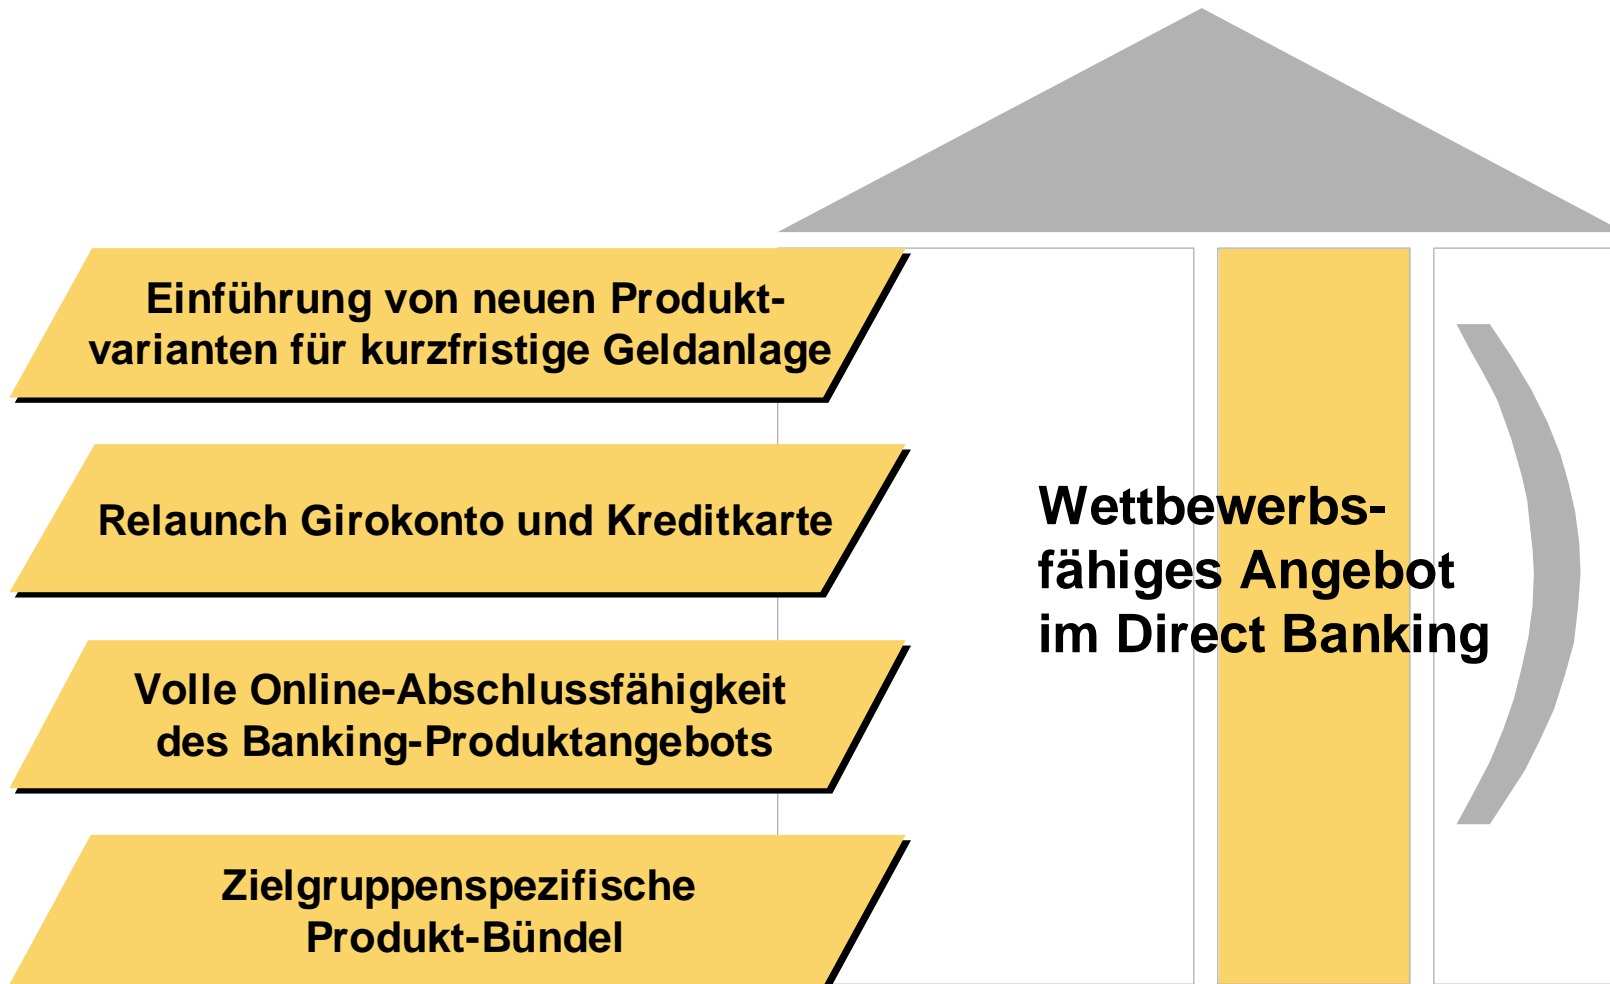 Einführung von neuen Produkt-
varianten für kurzfristige Geldanlage
Relaunch Girokonto und Kreditkarte
Volle Online-Abschlussfähigkeit
des Banking-Produktangebots
Zielgruppenspezifische
Produkt-Bündel
Wettbewerbs-
fähiges Angebot
im Direct Banking